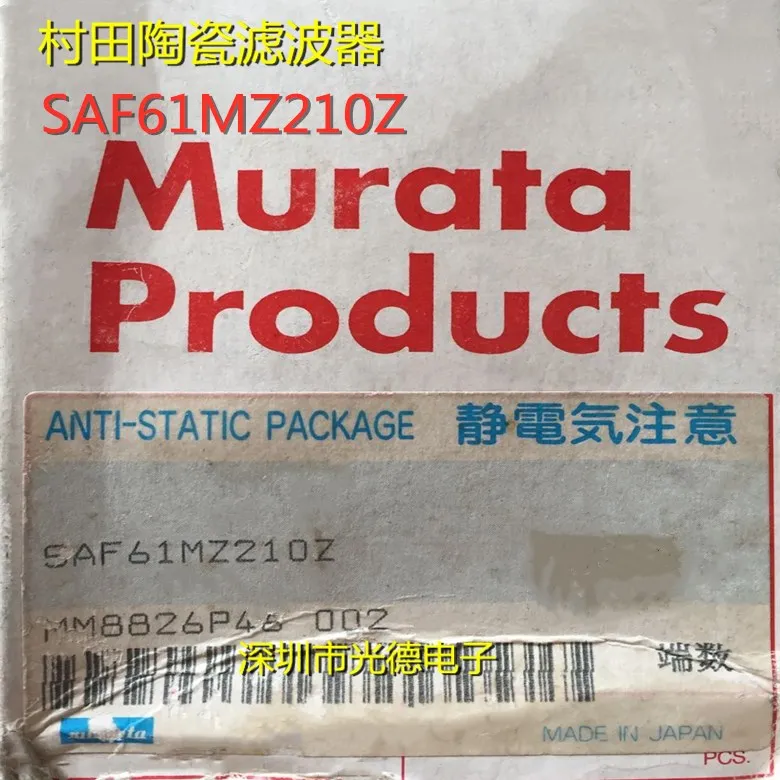 村田陶瓷滤波器
SAF61MZ210Z
Murata
Products
ANTI-STATIC PACKAGE 静電気注意
SAF61MZ210Z
MM8826P46 002
深圳市光德电子
端数
muRata
MADE IN JAPAN
PCS.